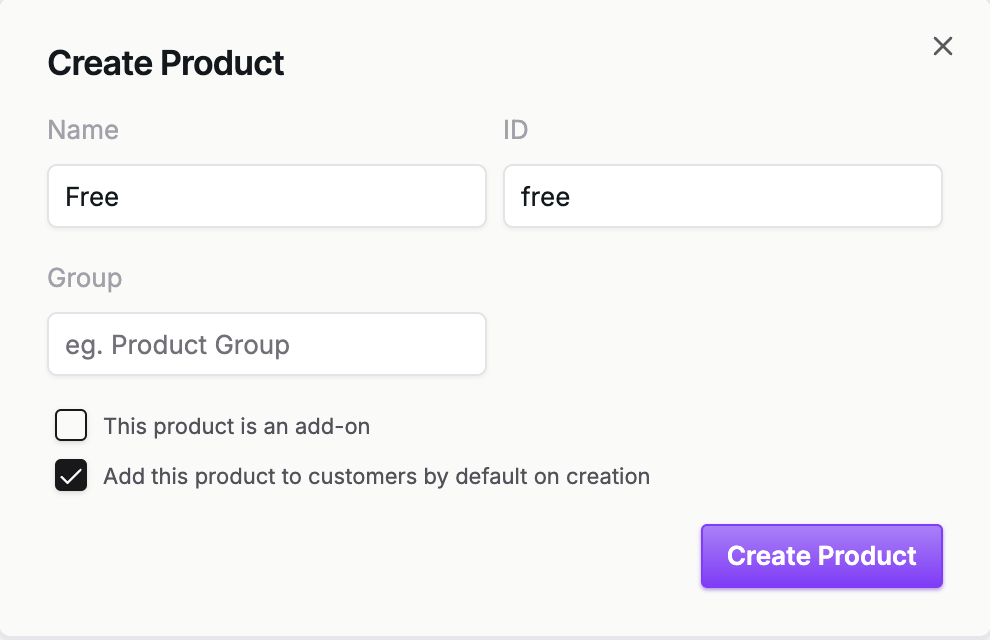 Create Product
Name
ID
Free
free
Group
eg. Product Group
This product is an add-on
Add this product to customers by default on creation
Create Product